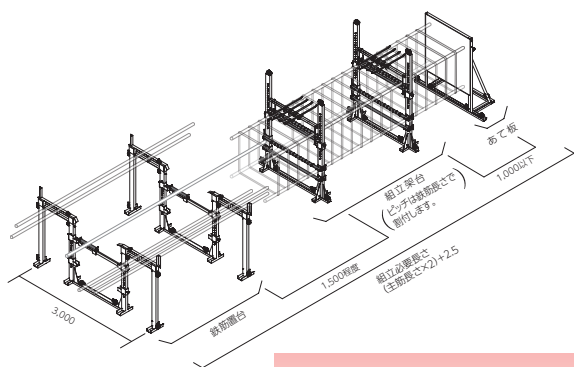 あて板
1,000以下
組立架台
(ピッチは鉄筋長さで
割付します。)
1,500程度
組立必要長さ
(主筋長さ×2)+2.5
鉄筋置台
3,000